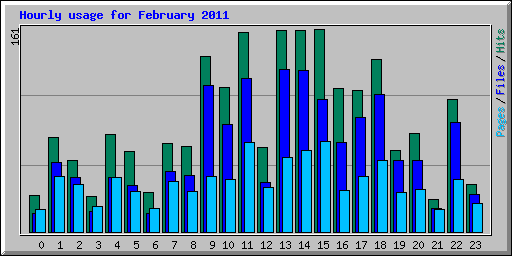 Hourly usage for February 2011
161
Pages / Files / Hits
0 1 2 3 4 5 6 7 8 9 10 11 12 13 14 15 16 17 18 19 20 21 22 23